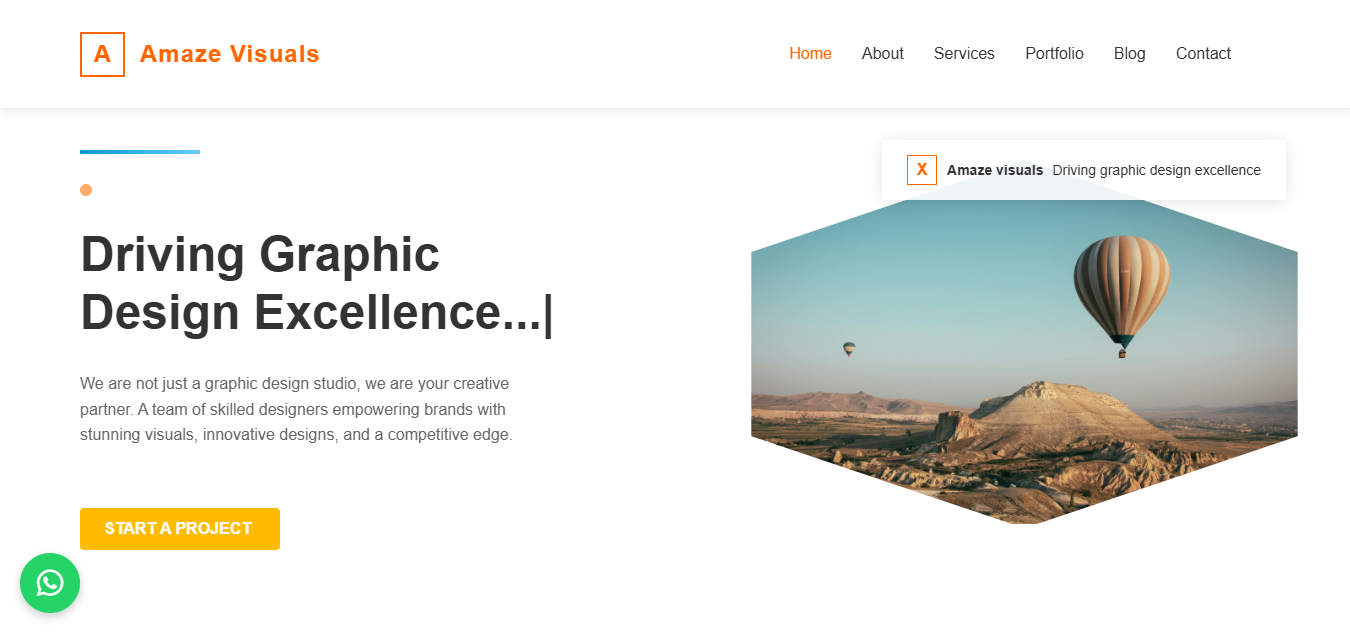 A Amaze Visuals
Home About Services Portfolio Blog Contact
X Amaze visuals Driving graphic design excellence
Driving Graphic
Design Excellence...|
We are not just a graphic design studio, we are your creative
partner. A team of skilled designers empowering brands with
stunning visuals, innovative designs, and a competitive edge.
START A PROJECT